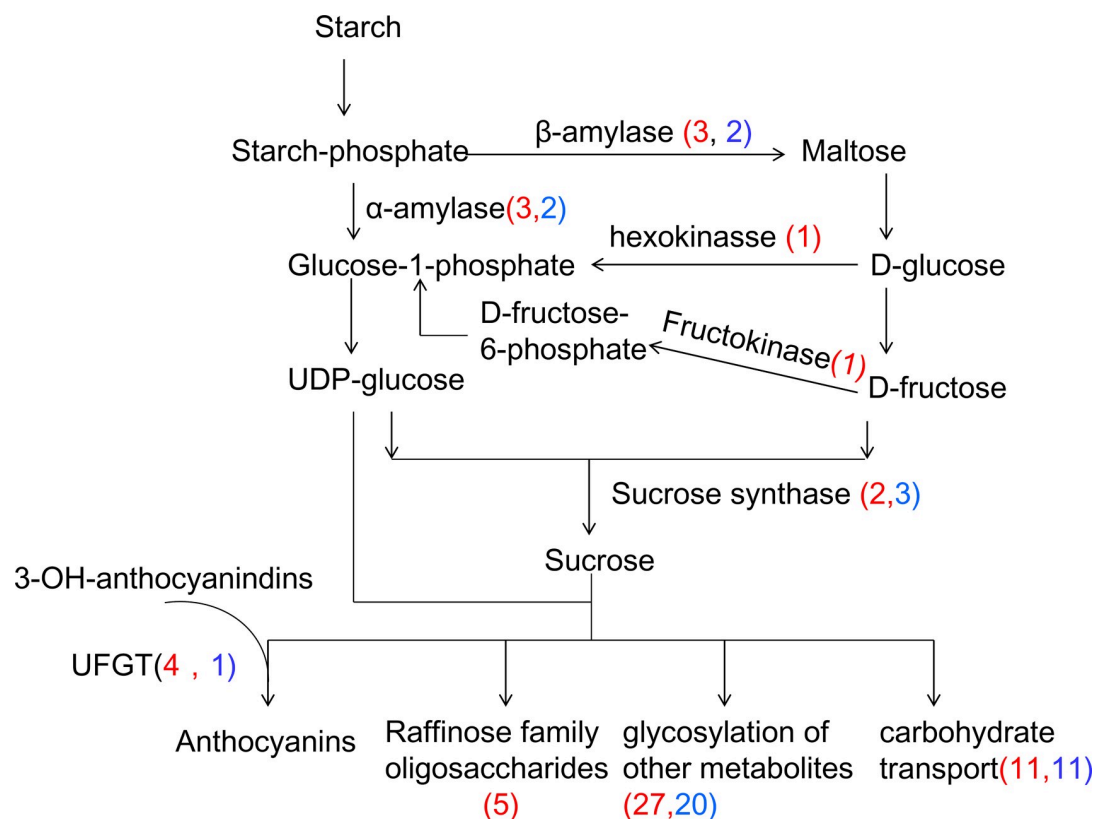 Starch
β-amylase (3, 2)
Starch-phosphate
Maltose
α-amylase(3,2)
hexokinasse (1)
Glucose-1-phosphate
D-glucose
D-fructose-
6-phosphate
Fructokinase(1)
UDP-glucose
D-fructose
Sucrose synthase (2,3)
Sucrose
3-OH-anthocyanindins
UFGT(4 , 1)
Anthocyanins
Raffinose family
oligosaccharides
(5)
glycosylation of
other metabolites
(27,20)
carbohydrate
transport(11,11)